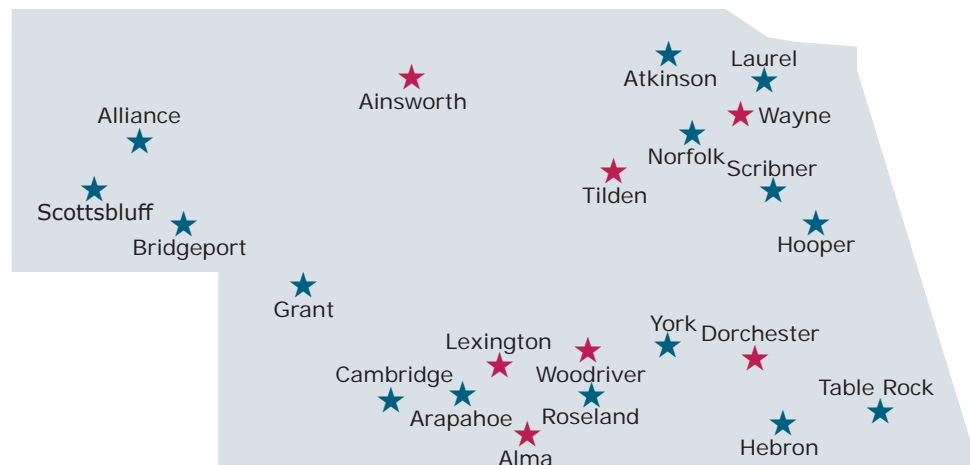 Laurel
Atkinson
Ainsworth
Wayne
Alliance
Norfolk
Scribner
Tilden
Scottsbluff
Bridgeport
Hooper
Grant
York
Dorchester
Lexington
Woodriver
Cambridge
Table Rock
Arapahoe
Roseland
Hebron
Alma